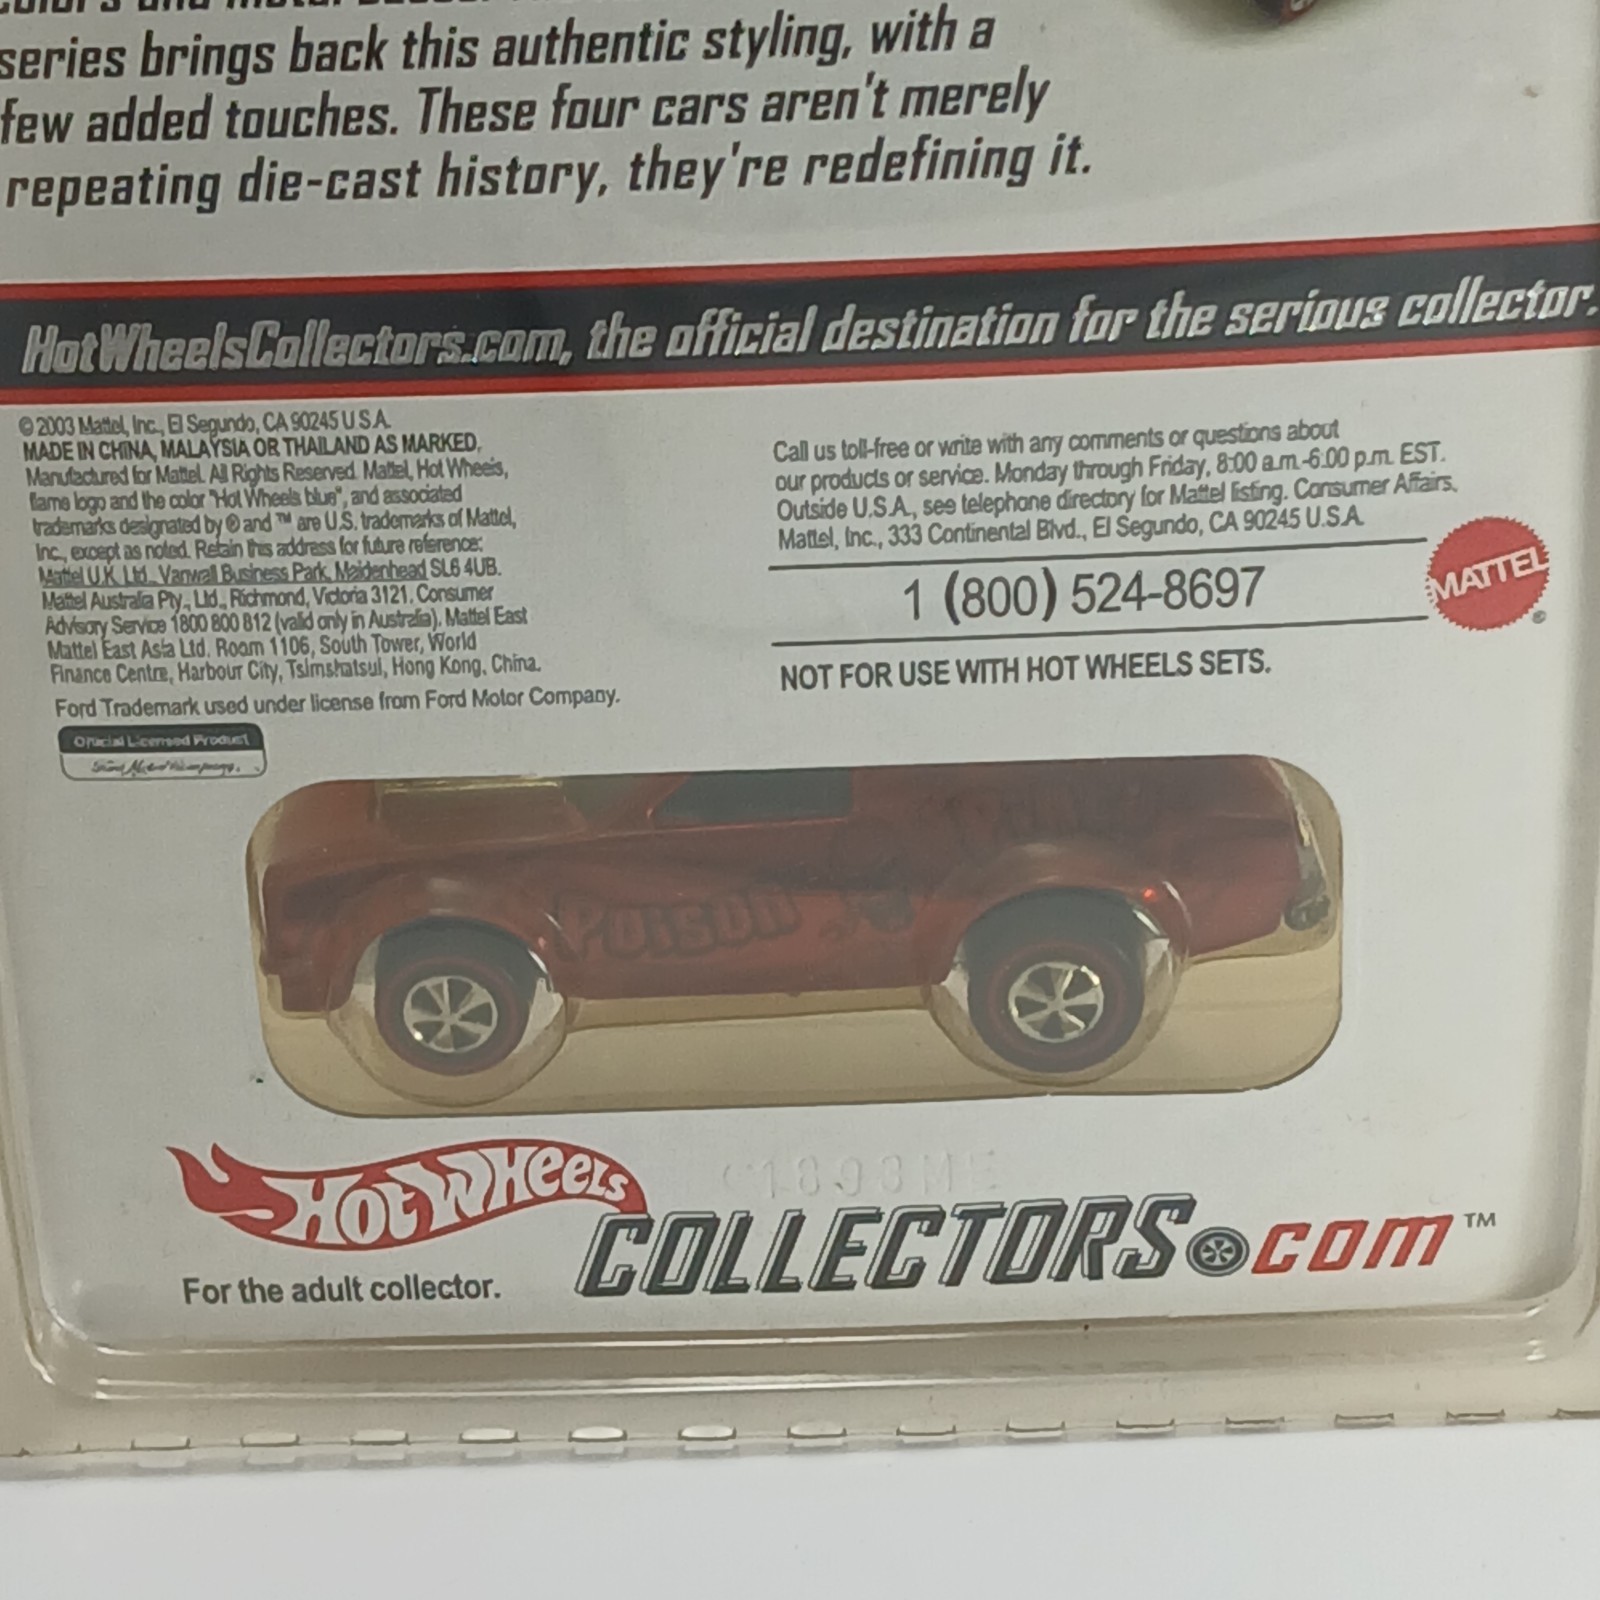 colors and metal
series brings back this authentic styling, with a
few added touches. These four cars aren't merely
repeating die-cast history, they're redefining it.
HotWheelsCollectors.com, the official destination for the serious collector.
© 2003 Mattel, Inc., El Segundo, CA 90245 U.S.A.
MADE IN CHINA, MALAYSIA OR THAILAND AS MARKED.
Manufactured for Mattel. All Rights Reserved. Mattel, Hot Wheels,
flame logo and the color "Hot Wheels blue", and associated
trademarks designated by ® and ™ are U.S. trademarks of Mattel,
Inc., except as noted. Retain this address for future reference:
Mattel U.K. Ltd., Vanwall Business Park, Maidenhead SL6 4UB.
Mattel Australia Pty., Ltd., Richmond, Victoria 3121. Consumer
Advisory Service 1800 800 812 (valid only in Australia). Mattel East
Mattel East Asia Ltd. Room 1106, South Tower, World
Finance Centre, Harbour City, Tsimshatsui, Hong Kong, China.
Ford Trademark used under license from Ford Motor Company.
Official Licensed Product
Ford Motor Company.
Call us toll-free or write with any comments or questions about
our products or service. Monday through Friday, 8:00 a.m.-6:00 p.m. EST.
Outside U.S.A., see telephone directory for Mattel listing. Consumer Affairs,
Mattel, Inc., 333 Continental Blvd., El Segundo, CA 90245 U.S.A.
1 (800) 524-8697
MATTEL
®
NOT FOR USE WITH HOT WHEELS SETS.
POISON
HOT WHEELS
COLLECTORS.COM™
For the adult collector.